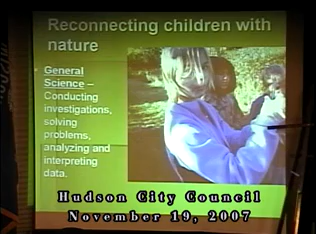 Reconnecting children with
nature
General
Science –
Conducting
investigations,
solving
problems,
analyzing and
interpreting
data.
Hudson City Council
November 19, 2007